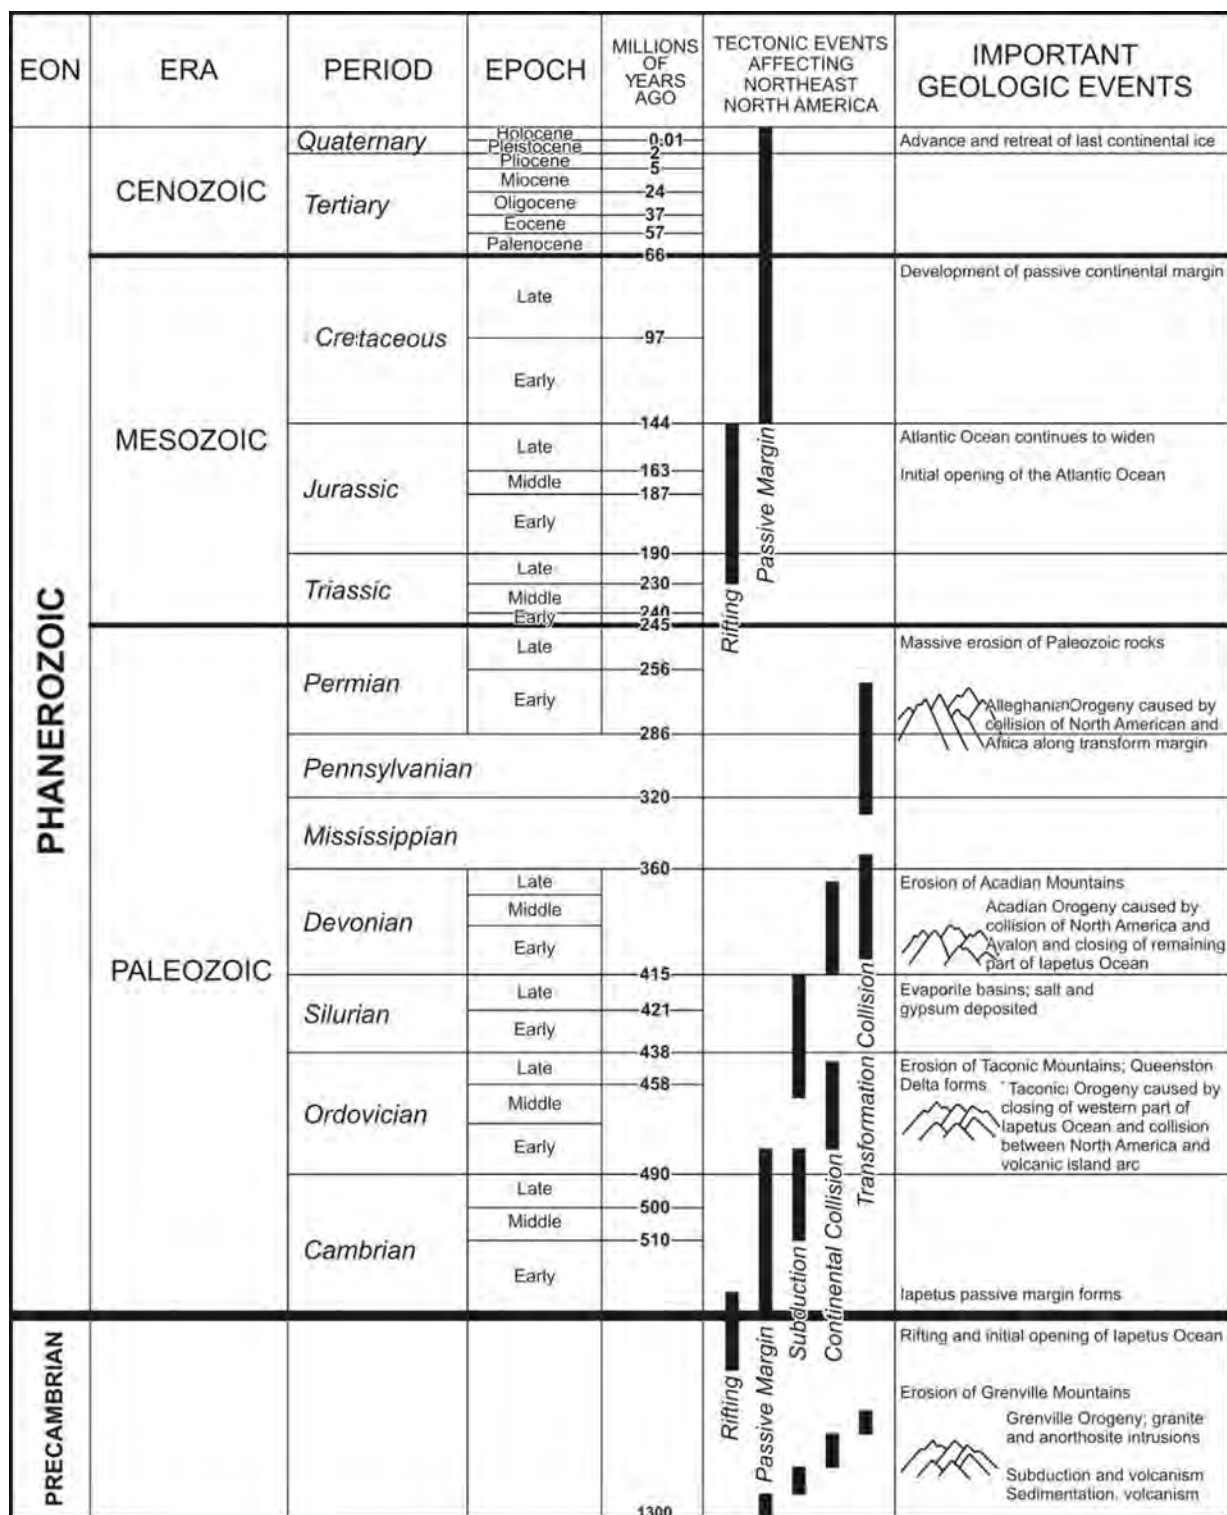 EON
ERA
PERIOD
EPOCH
MILLIONS
OF
YEARS
AGO
TECTONIC EVENTS
AFFECTING
NORTHEAST
NORTH AMERICA
IMPORTANT
GEOLOGIC EVENTS
PHANEROZOIC
CENOZOIC
Quaternary
Holocene
0.01
Pleistocene
2
Advance and retreat of last continental ice
Tertiary
Pliocene
5
Miocene
24
Oligocene
37
Eocene
57
Palenocene
66
MESOZOIC
Cretaceous
Late
97
Early
144
Development of passive continental margin
Jurassic
Late
163
Middle
187
Early
190
Atlantic Ocean continues to widen
Initial opening of the Atlantic Ocean
Triassic
Late
230
Middle
240
Early
245
Rifting
Passive Margin
PALEOZOIC
Permian
Late
256
Early
286
Massive erosion of Paleozoic rocks
Alleghanian Orogeny caused by
collision of North American and
Africa along transform margin
Pennsylvanian
320
Mississippian
360
Devonian
Late
Middle
Early
415
Erosion of Acadian Mountains
Acadian Orogeny caused by
collision of North America and
Avalon and closing of remaining
part of Iapetus Ocean
Silurian
Late
421
Early
438
Evaporile basins; salt and
gypsum deposited
Ordovician
Late
458
Middle
Early
490
Erosion of Taconic Mountains; Queenston
Delta forms
Taconic Orogeny caused by
closing of western part of
Iapetus Ocean and collision
between North America and
volcanic island arc
Cambrian
Late
500
Middle
510
Early
Iapetus passive margin forms
Transformation Collision
Continental Collision
Subduction
Passive Margin
Rifting
PRECAMBRIAN
Rifting and initial opening of Iapetus Ocean
Erosion of Grenville Mountains
Grenville Orogeny; granite
and anorthosite intrusions
Subduction and volcanism
Sedimentation, volcanism
1300